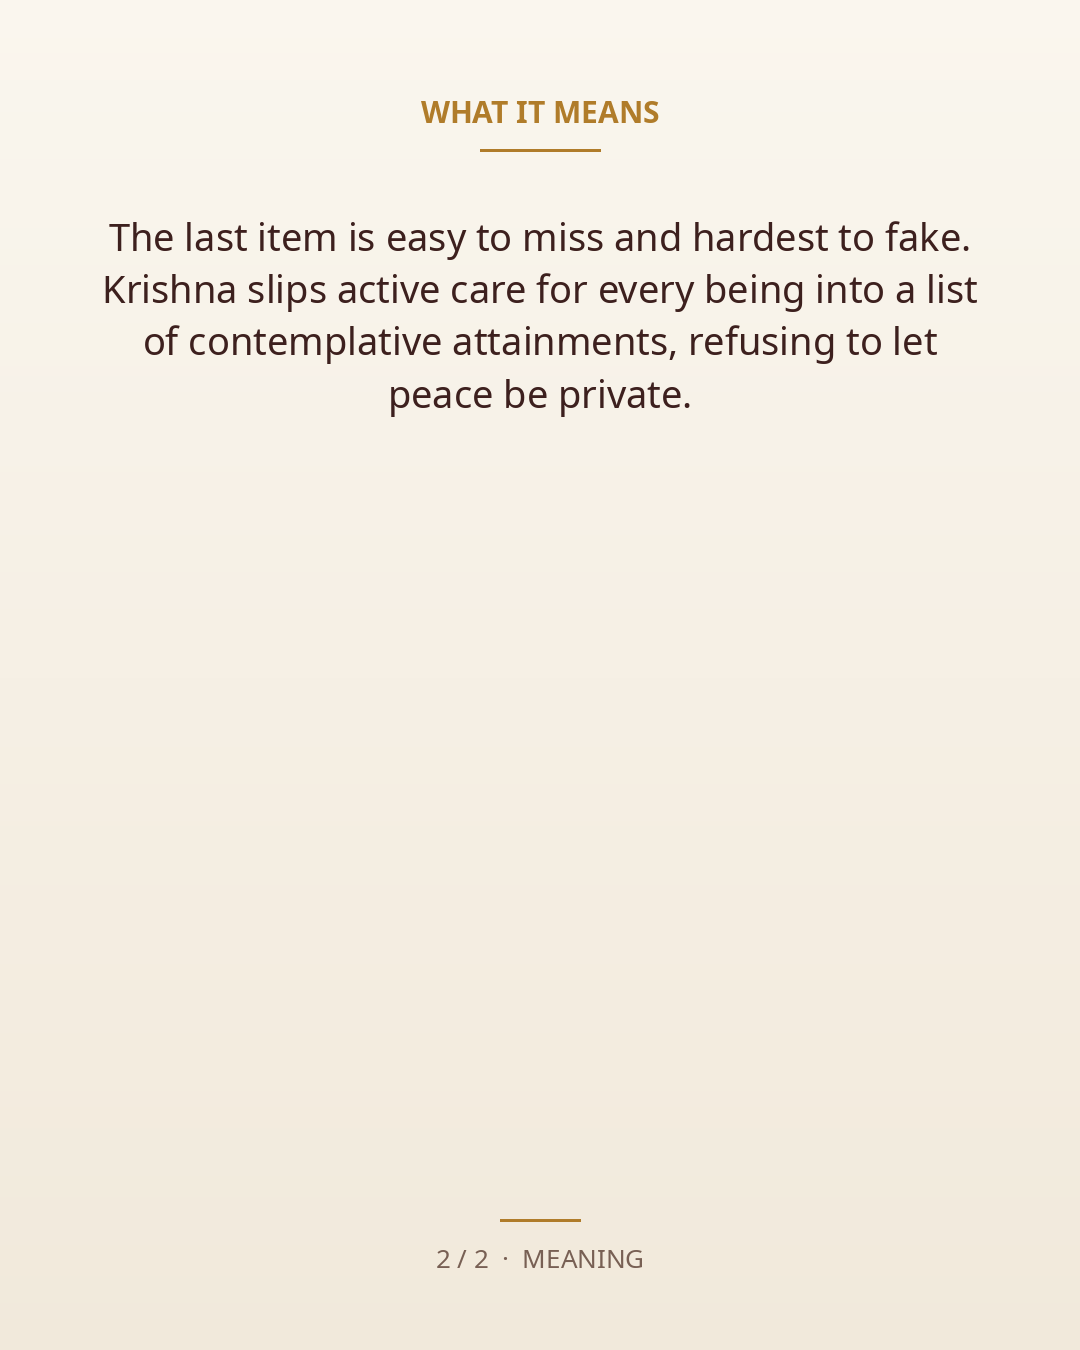 WHAT IT MEANS
The last item is easy to miss and hardest to fake.
Krishna slips active care for every being into a list
of contemplative attainments, refusing to let
peace be private.
2 / 2 · MEANING